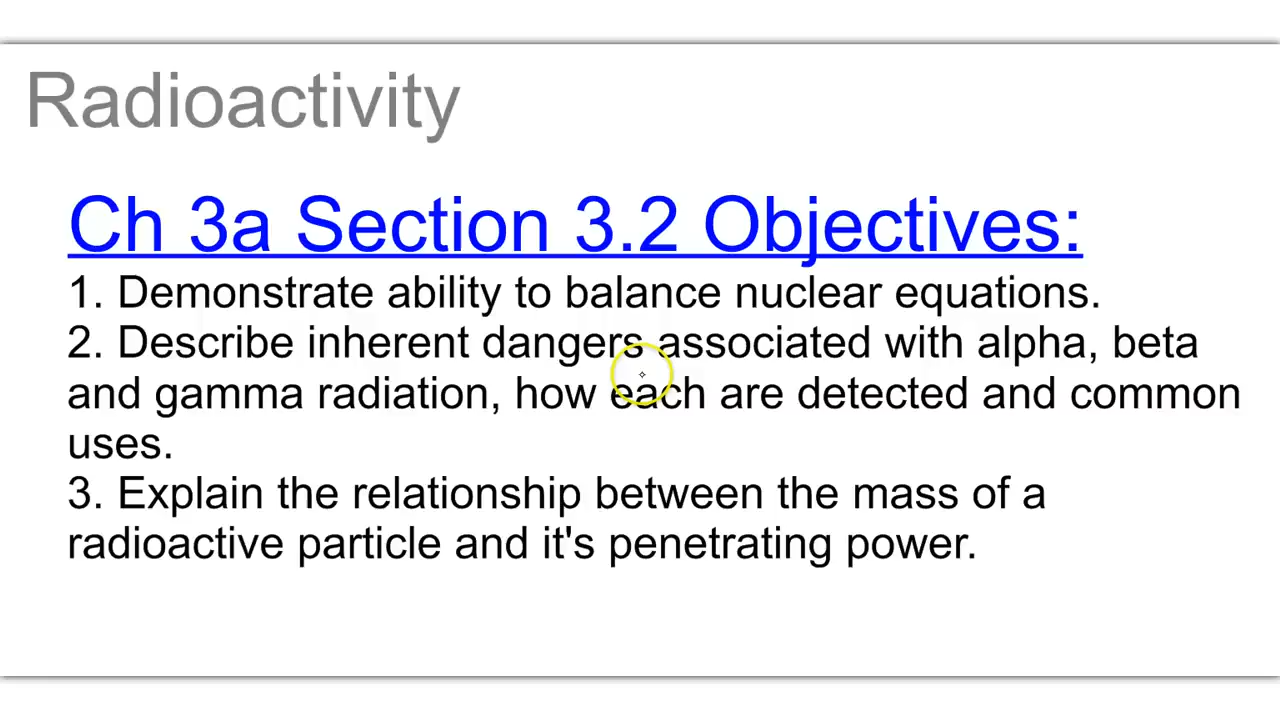 Radioactivity
Ch 3a Section 3.2 Objectives:
1. Demonstrate ability to balance nuclear equations.
2. Describe inherent dangers associated with alpha, beta
and gamma radiation, how each are detected and common
uses.
3. Explain the relationship between the mass of a
radioactive particle and it's penetrating power.